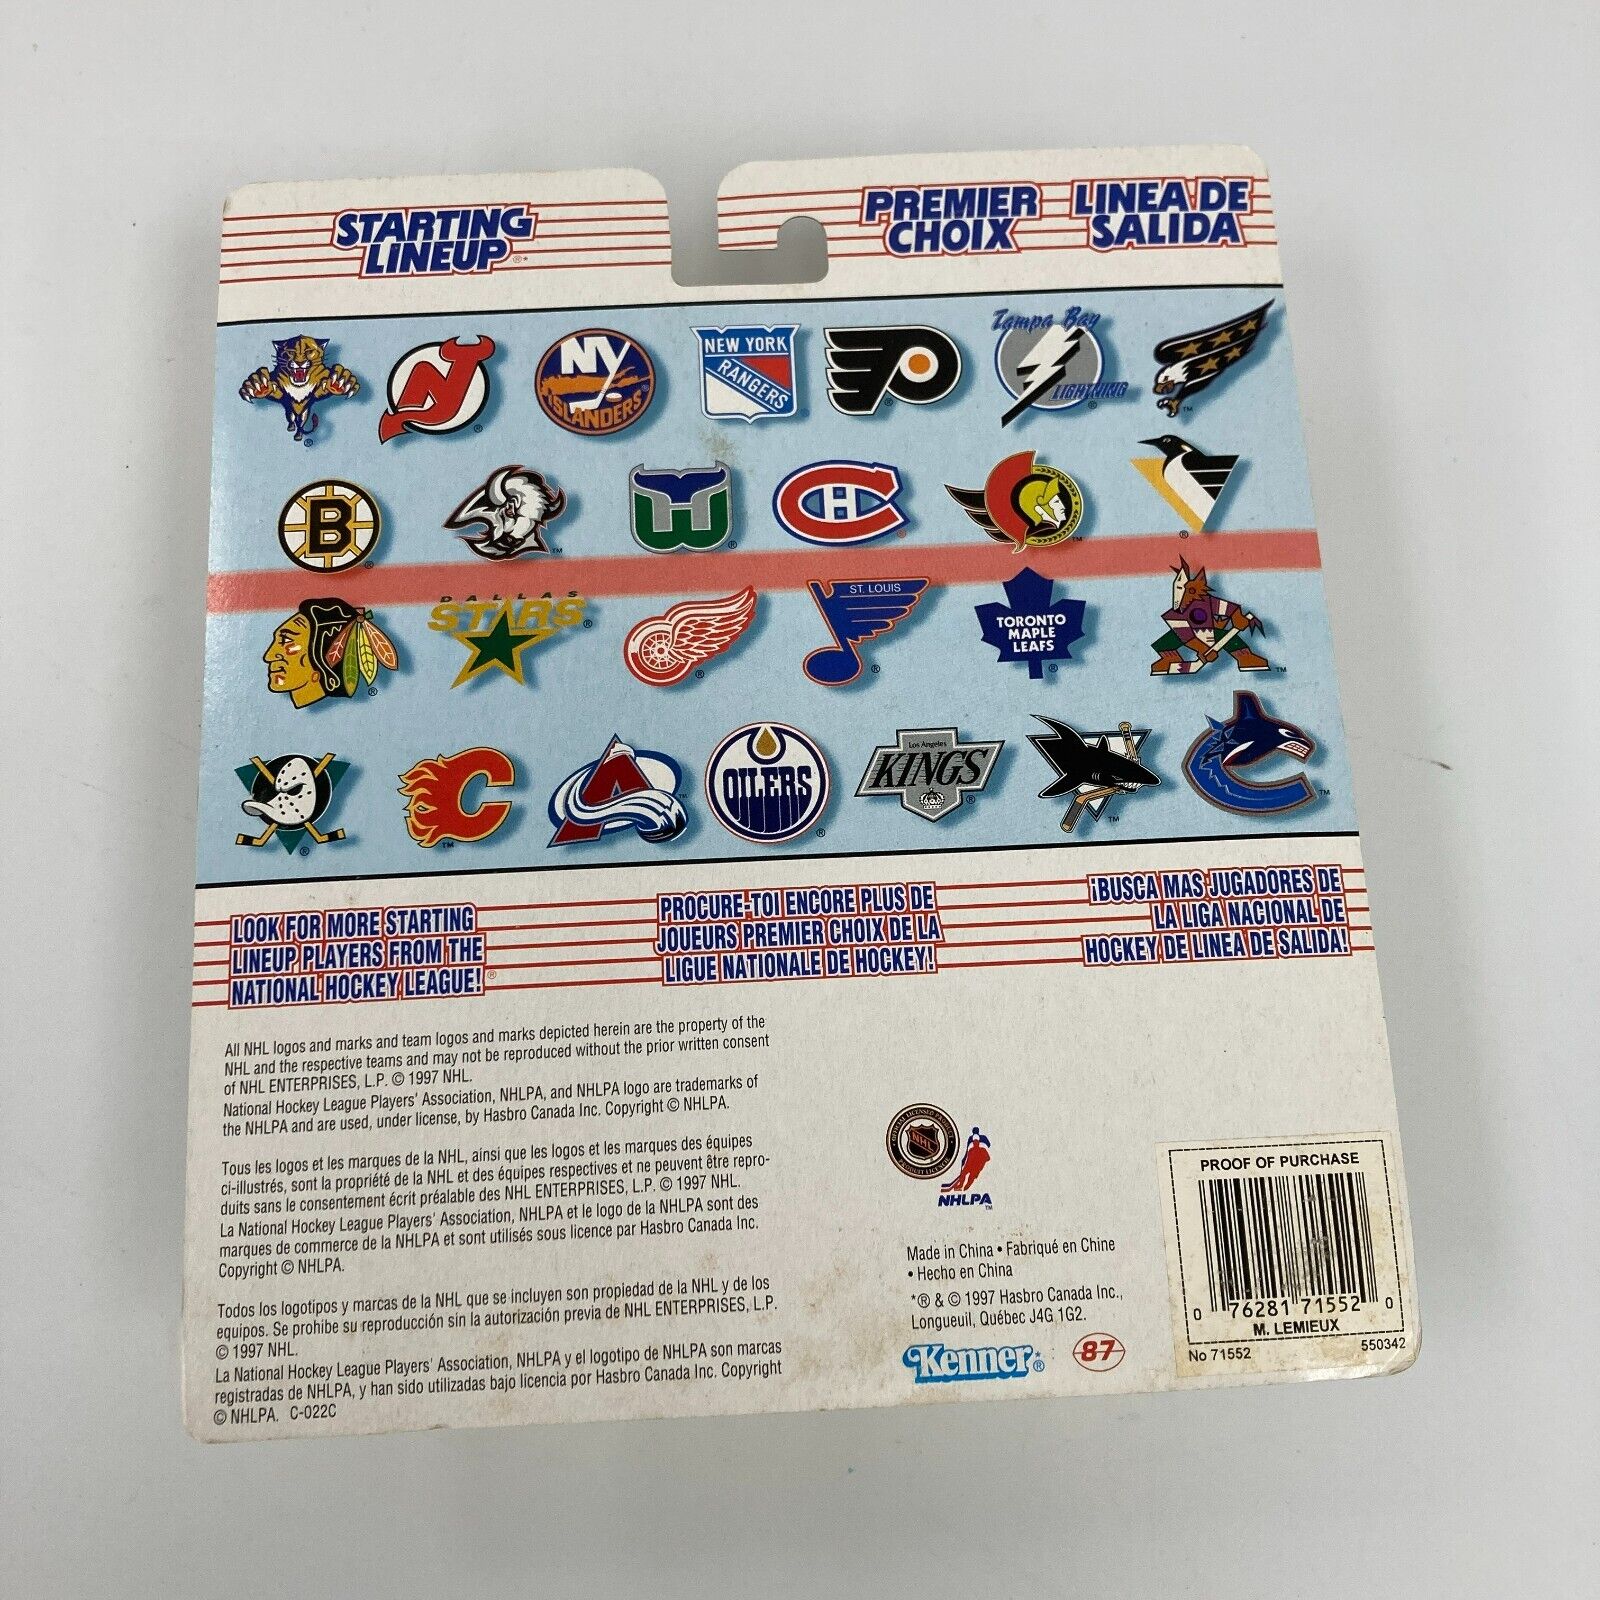 STARTING
LINEUP®*
PREMIER
CHOIX
LINEA DE
SALIDA
NEW YORK
RANGERS
Tampa Bay
LIGHTNING
NY
ISLANDERS
B
DALLAS
STARS
ST. LOUIS
TORONTO
MAPLE
LEAFS
OILERS
Los Angeles
KINGS
LOOK FOR MORE STARTING
LINEUP PLAYERS FROM THE
NATIONAL HOCKEY LEAGUE!®
PROCURE-TOI ENCORE PLUS DE
JOUEURS PREMIER CHOIX DE LA
LIGUE NATIONALE DE HOCKEY!
¡BUSCA MAS JUGADORES DE
LA LIGA NACIONAL DE
HOCKEY DE LINEA DE SALIDA!
All NHL logos and marks and team logos and marks depicted herein are the property of the
NHL and the respective teams and may not be reproduced without the prior written consent
of NHL ENTERPRISES, L.P. © 1997 NHL.
National Hockey League Players' Association, NHLPA, and NHLPA logo are trademarks of
the NHLPA and are used, under license, by Hasbro Canada Inc. Copyright © NHLPA.
Tous les logos et les marques de la NHL, ainsi que les logos et les marques des équipes
ci-illustrés, sont la propriété de la NHL et des équipes respectives et ne peuvent être repro-
duits sans le consentement écrit préalable des NHL ENTERPRISES, L.P. © 1997 NHL.
La National Hockey League Players' Association, NHLPA et le logo de la NHLPA sont des
marques de commerce de la NHLPA et sont utilisés sous licence par Hasbro Canada Inc.
Copyright © NHLPA.
Todos los logotipos y marcas de la NHL que se incluyen son propiedad de la NHL y de los
equipos. Se prohibe su reproducción sin la autorización previa de NHL ENTERPRISES, L.P.
© 1997 NHL.
La National Hockey League Players' Association, NHLPA y el logotipo de NHLPA son marcas
registradas de NHLPA, y han sido utilizadas bajo licencia por Hasbro Canada Inc. Copyright
© NHLPA. C-022C
NHL
NHLPA™
Made in China • Fabriqué en Chine
• Hecho en China
*® & © 1997 Hasbro Canada Inc.,
Longueuil, Québec J4G 1G2.
Kenner*®
87
PROOF OF PURCHASE
0 76281 71552 0
M. LEMIEUX
No 71552
550342